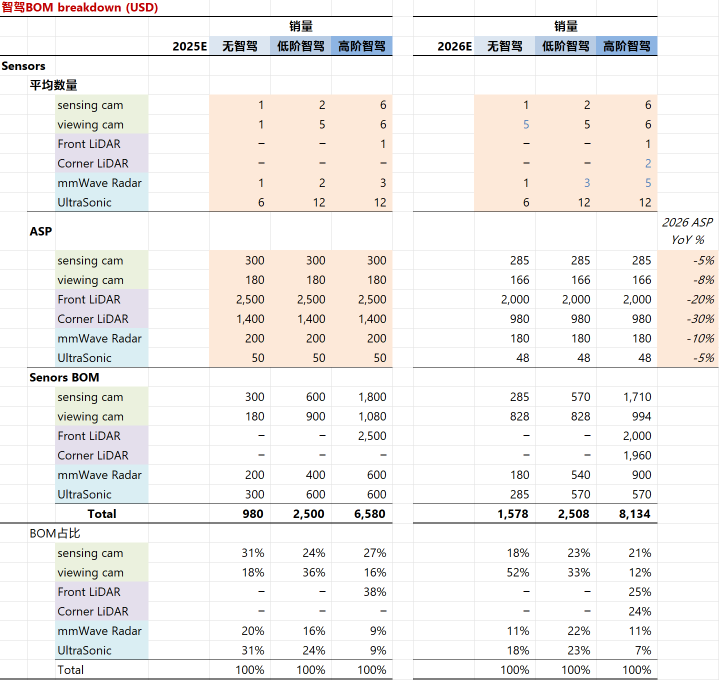 智驾BOM breakdown (USD)
销量 销量
2025E 无智驾 低阶智驾 高阶智驾 2026E 无智驾 低阶智驾 高阶智驾
Sensors
平均数量
sensing cam 1 2 6 1 2 6
viewing cam 1 5 6 5 5 6
Front LiDAR – – 1 – – 1
Corner LiDAR – – – – – 2
mmWave Radar 1 2 3 1 3 5
UltraSonic 6 12 12 6 12 12
ASP 2026 ASP YoY %
sensing cam 300 300 300 285 285 285 -5%
viewing cam 180 180 180 166 166 166 -8%
Front LiDAR 2,500 2,500 2,500 2,000 2,000 2,000 -20%
Corner LiDAR 1,400 1,400 1,400 980 980 980 -30%
mmWave Radar 200 200 200 180 180 180 -10%
UltraSonic 50 50 50 48 48 48 -5%
Senors BOM
sensing cam 300 600 1,800 285 570 1,710
viewing cam 180 900 1,080 828 828 994
Front LiDAR – – 2,500 – – 2,000
Corner LiDAR – – – – – 1,960
mmWave Radar 200 400 600 180 540 900
UltraSonic 300 600 600 285 570 570
Total 980 2,500 6,580 1,578 2,508 8,134
BOM占比
sensing cam 31% 24% 27% 18% 23% 21%
viewing cam 18% 36% 16% 52% 33% 12%
Front LiDAR – – 38% – – 25%
Corner LiDAR – – – – – 24%
mmWave Radar 20% 16% 9% 11% 22% 11%
UltraSonic 31% 24% 9% 18% 23% 7%
Total 100% 100% 100% 100% 100% 100%